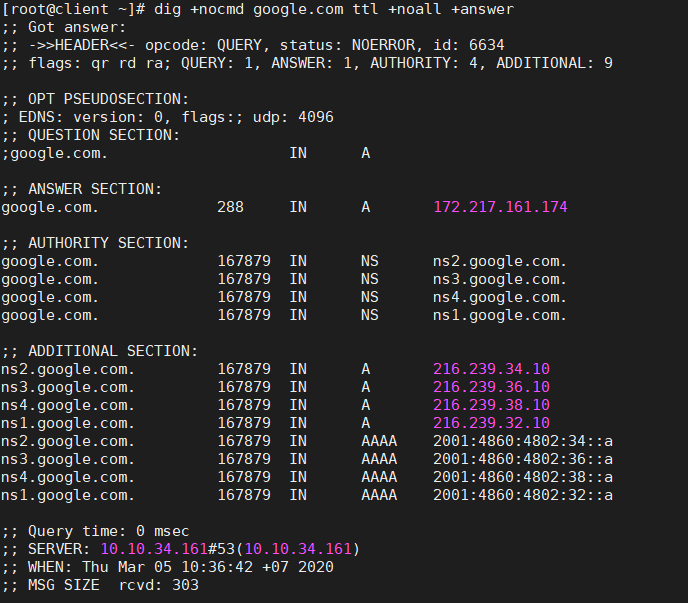 [root@client ~]# dig +nocmd google.com ttl +noall +answer
;; Got answer:
;; ->>HEADER<<- opcode: QUERY, status: NOERROR, id: 6634
;; flags: qr rd ra; QUERY: 1, ANSWER: 1, AUTHORITY: 4, ADDITIONAL: 9

;; OPT PSEUDOSECTION:
; EDNS: version: 0, flags:; udp: 4096
;; QUESTION SECTION:
;google.com.                    IN      A

;; ANSWER SECTION:
google.com.             288     IN      A       172.217.161.174

;; AUTHORITY SECTION:
google.com.             167879  IN      NS      ns2.google.com.
google.com.             167879  IN      NS      ns3.google.com.
google.com.             167879  IN      NS      ns4.google.com.
google.com.             167879  IN      NS      ns1.google.com.

;; ADDITIONAL SECTION:
ns2.google.com.         167879  IN      A       216.239.34.10
ns3.google.com.         167879  IN      A       216.239.36.10
ns4.google.com.         167879  IN      A       216.239.38.10
ns1.google.com.         167879  IN      A       216.239.32.10
ns2.google.com.         167879  IN      AAAA    2001:4860:4802:34::a
ns3.google.com.         167879  IN      AAAA    2001:4860:4802:36::a
ns4.google.com.         167879  IN      AAAA    2001:4860:4802:38::a
ns1.google.com.         167879  IN      AAAA    2001:4860:4802:32::a

;; Query time: 0 msec
;; SERVER: 10.10.34.161#53(10.10.34.161)
;; WHEN: Thu Mar 05 10:36:42 +07 2020
;; MSG SIZE  rcvd: 303